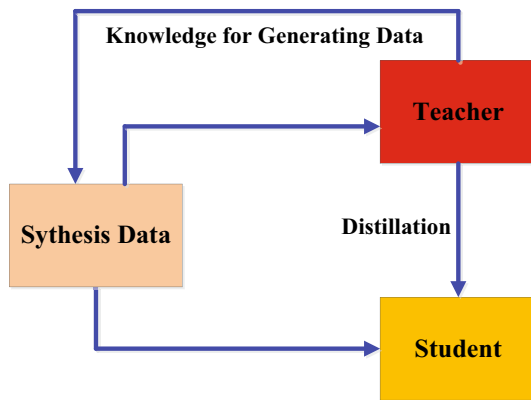 Knowledge for Generating Data
Teacher
Sythesis Data
Distillation
Student